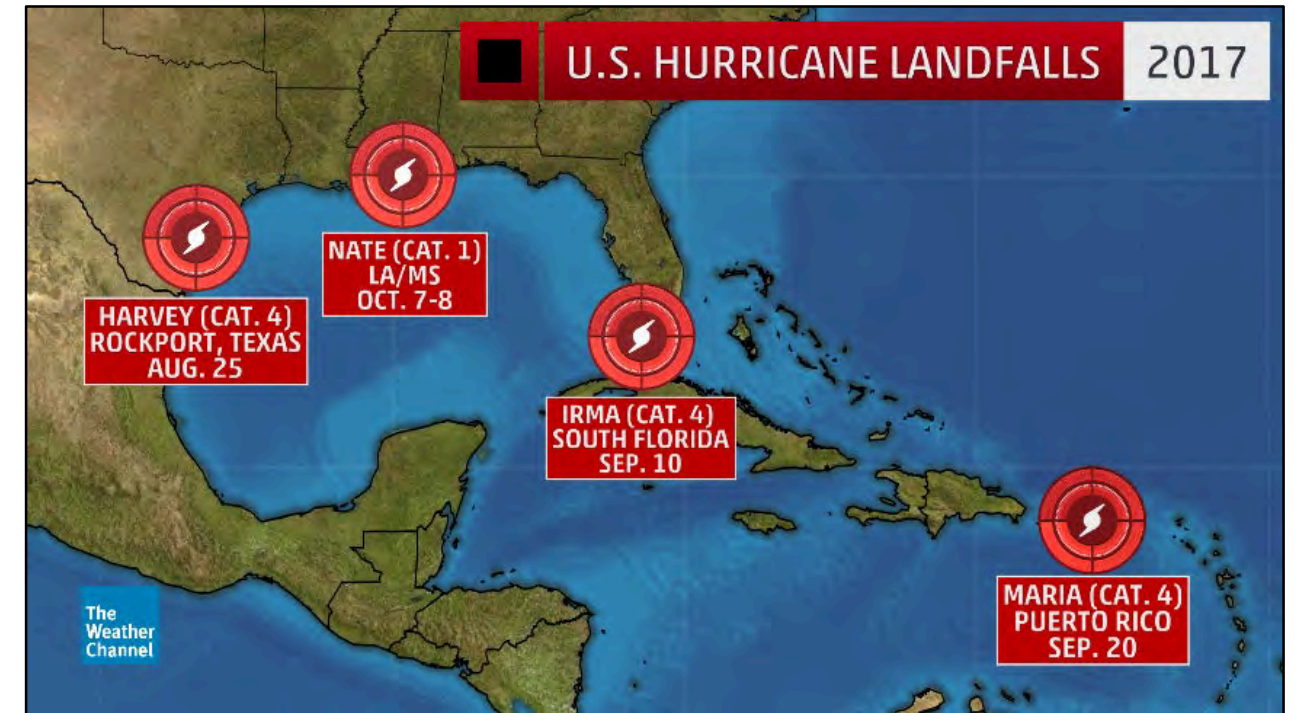 U.S. HURRICANE LANDFALLS 2017
NATE (CAT. 1)
LA/MS
OCT. 7-8
HARVEY (CAT. 4)
ROCKPORT, TEXAS
AUG. 25
IRMA (CAT. 4)
SOUTH FLORIDA
SEP. 10
MARIA (CAT. 4)
PUERTO RICO
SEP. 20
The
Weather
Channel